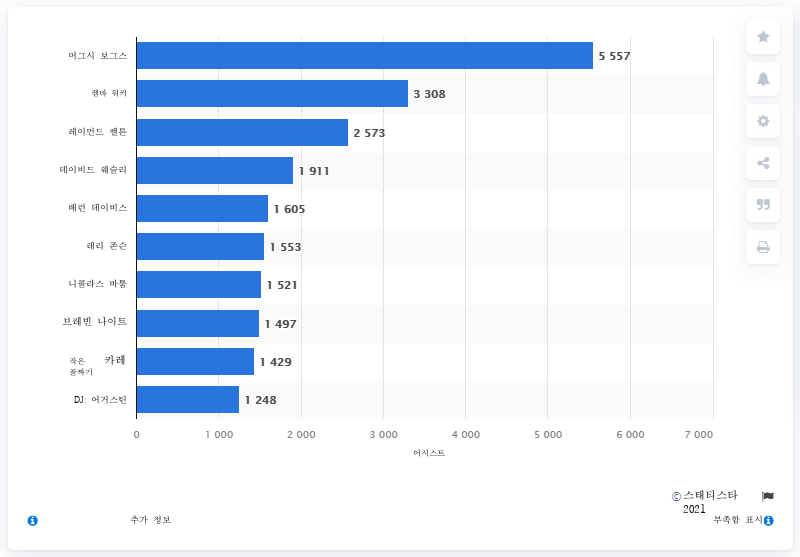 머그시 보그스
5 557
켐바 워커
3 308
레이먼드 펠튼
2 573
데이비드 웨슬리
1 911
배런 데이비스
1 605
래리 존슨
1 553
니콜라스 바툼
1 521
브레빈 나이트
1 497
작은 카레
골짜기
1 429
DJ: 어거스틴
1 248
0 1 000 2 000 3 000 4 000 5 000 6 000 7 000
어시스트
© 스태티스타
2021
추가 정보
부족함 표시